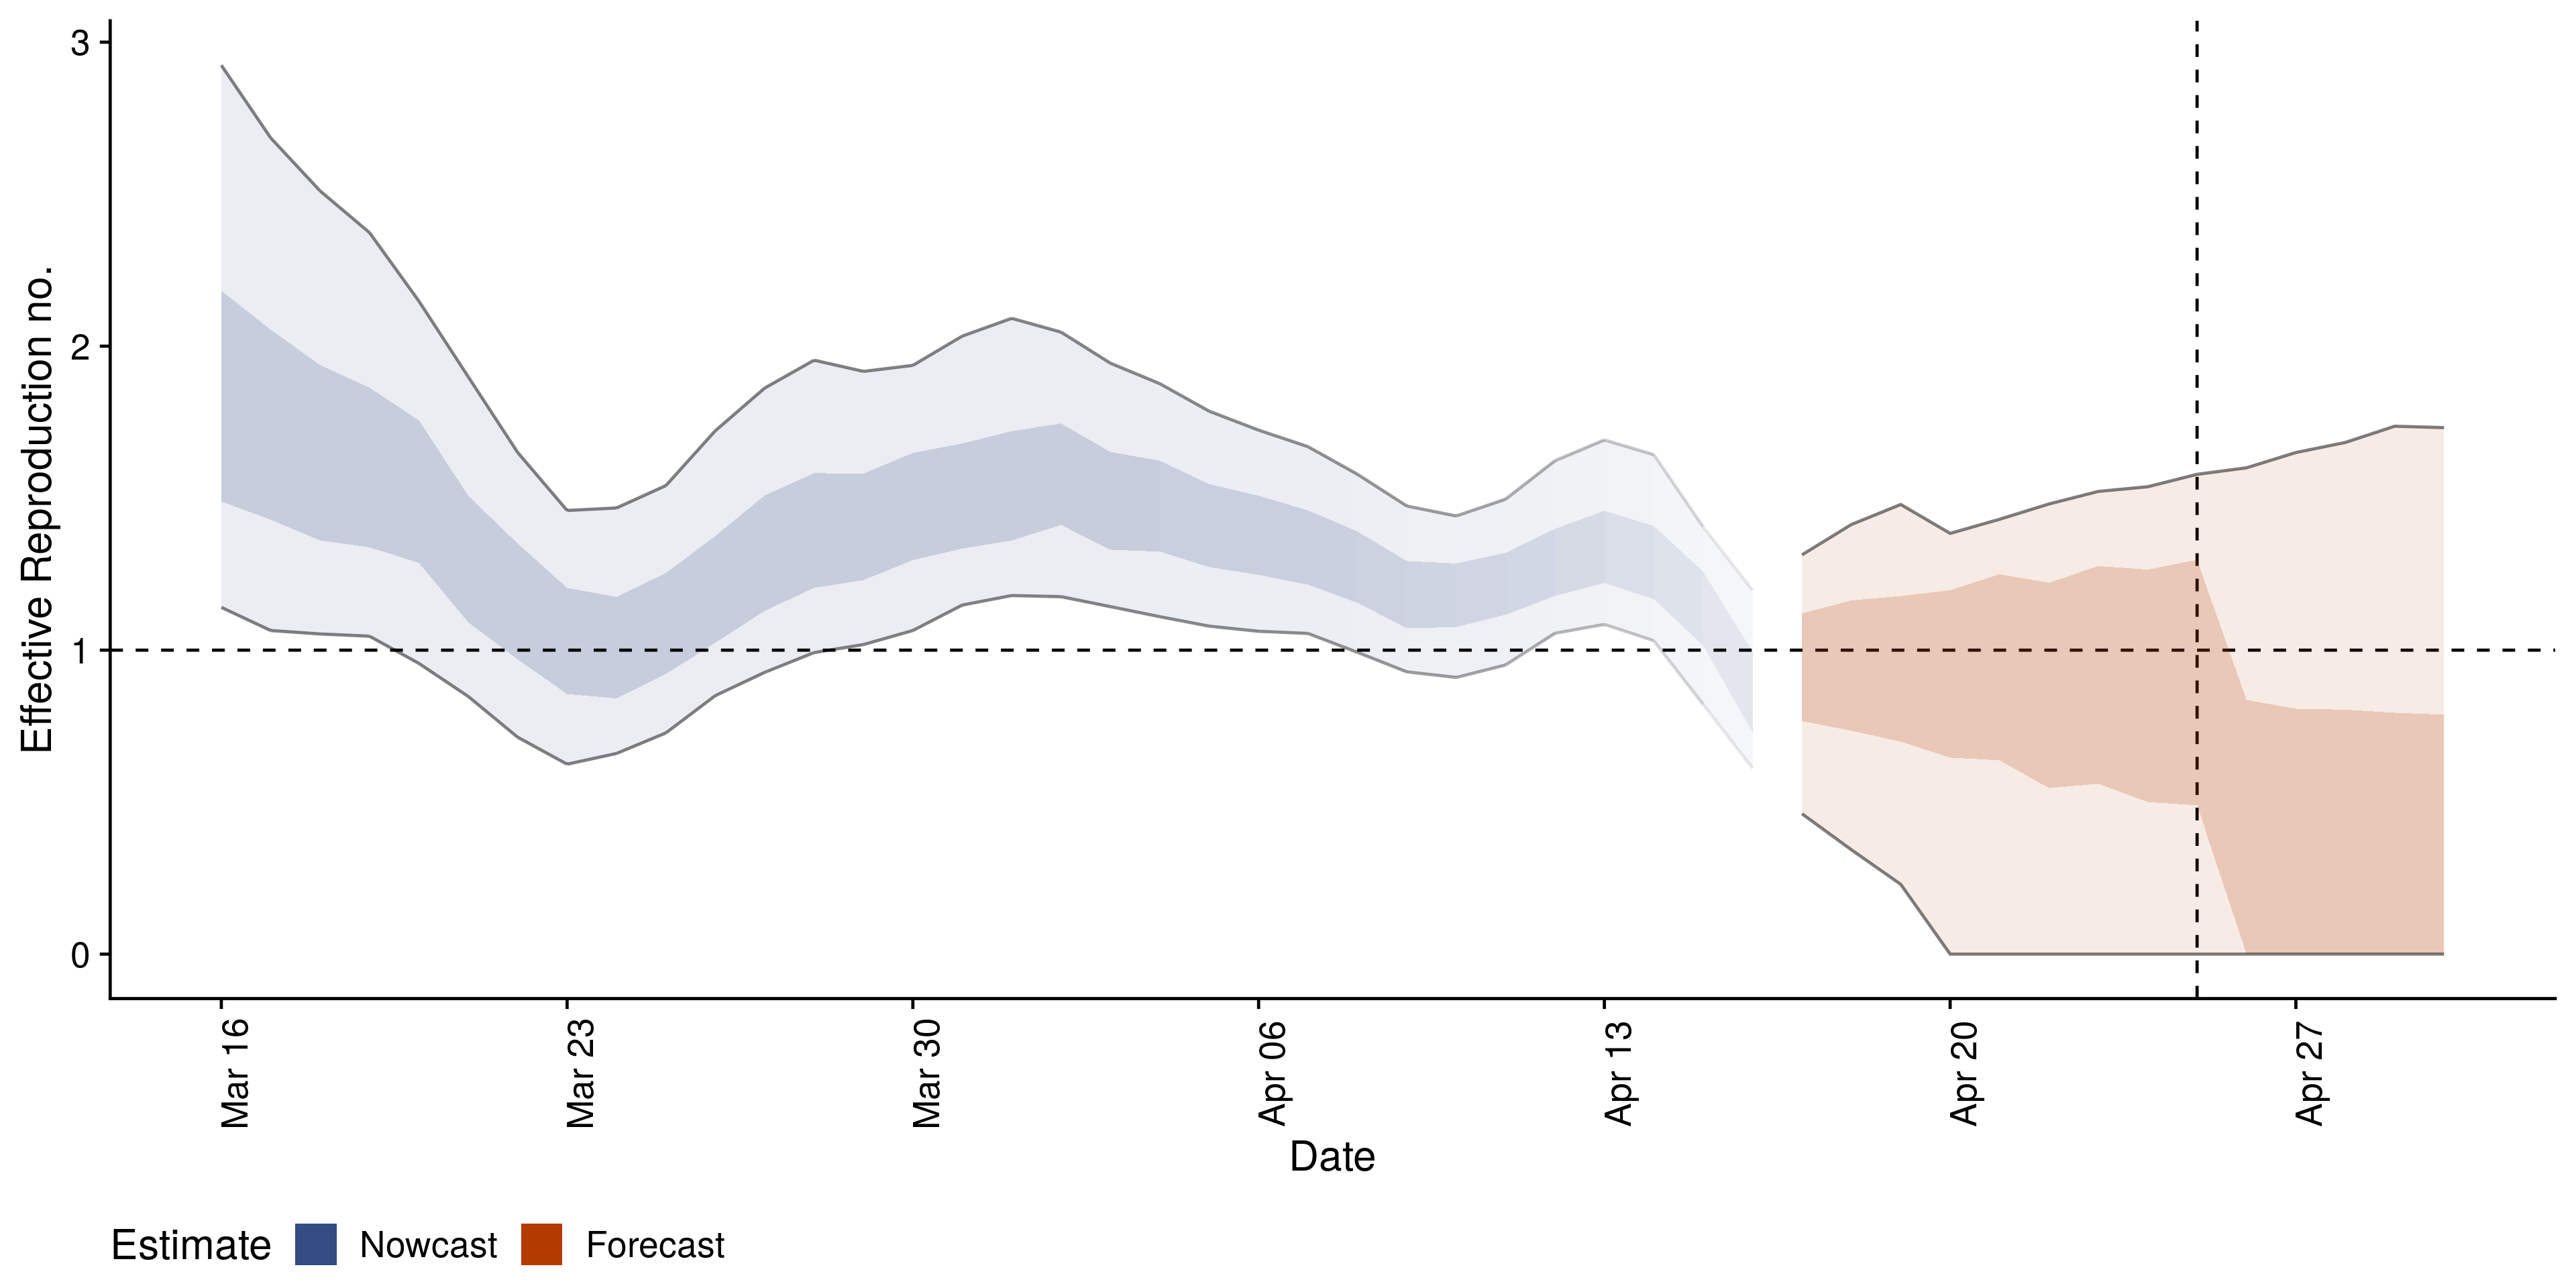 Effective Reproduction no.
3
2
1
0
Mar 16
Mar 23
Mar 30
Apr 06
Apr 13
Apr 20
Apr 27
Date
Estimate Nowcast Forecast